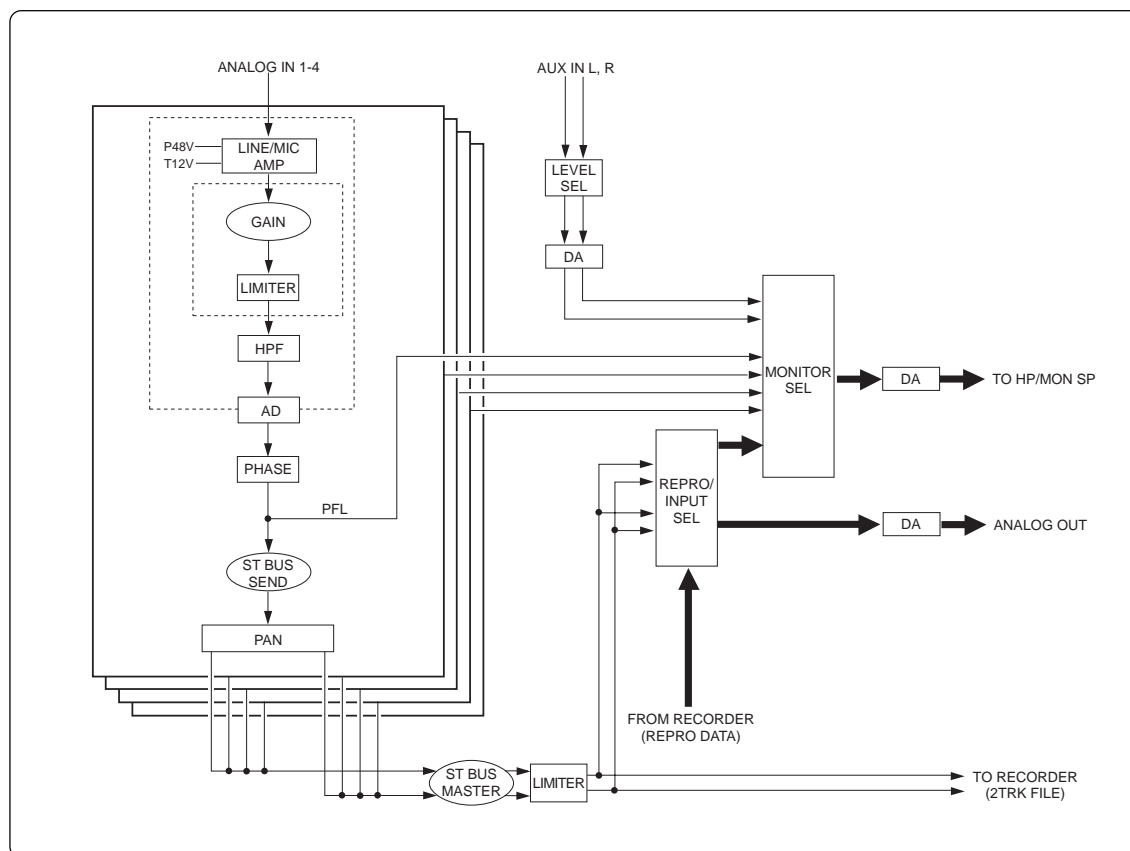 ANALOG IN 1-4
AUX IN L, R
P48V
T12V
LINE/MIC
AMP
GAIN
LIMITER
HPF
AD
PHASE
PFL
ST BUS
SEND
PAN
LEVEL
SEL
DA
MONITOR
SEL
DA
TO HP/MON SP
REPRO/
INPUT
SEL
DA
ANALOG OUT
FROM RECORDER
(REPRO DATA)
ST BUS
MASTER
LIMITER
TO RECORDER
(2TRK FILE)